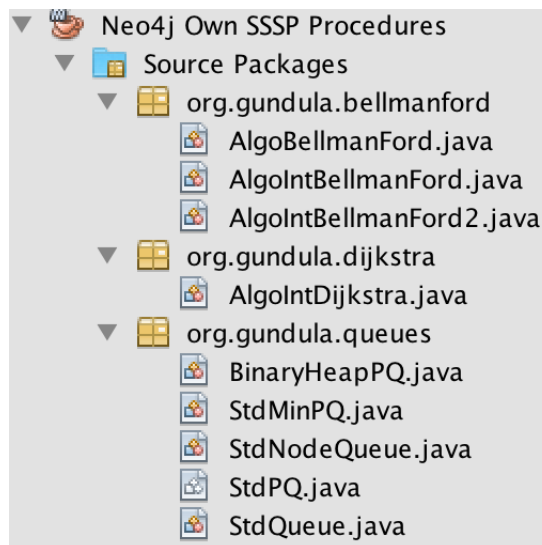 Neo4j Own SSSP Procedures
Source Packages
org.gundula.bellmanford
AlgoBellmanFord.java
AlgoIntBellmanFord.java
AlgoIntBellmanFord2.java
org.gundula.dijkstra
AlgoIntDijkstra.java
org.gundula.queues
BinaryHeapPQ.java
StdMinPQ.java
StdNodeQueue.java
StdPQ.java
StdQueue.java